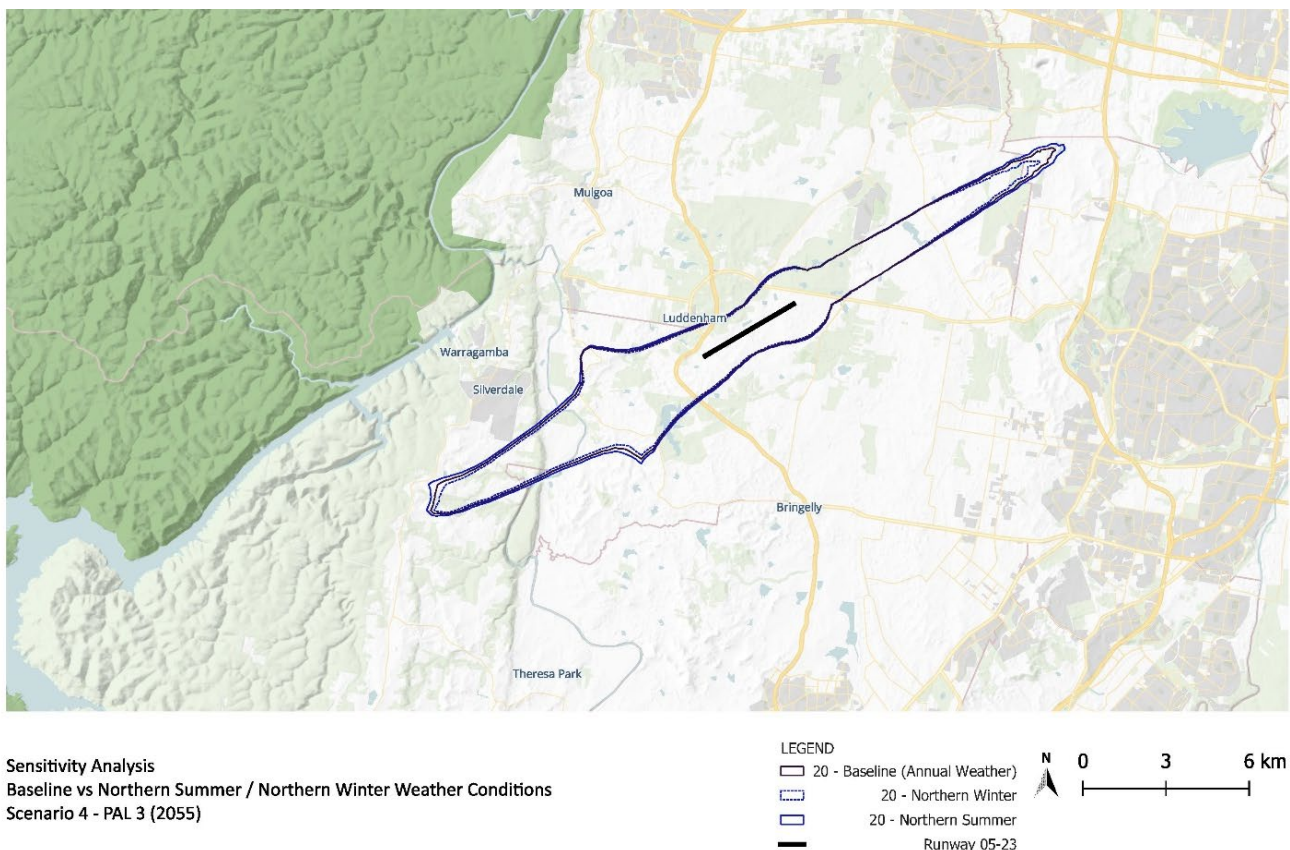 Mulgoa
Luddenham
Warragamba
Silverdale
Bringelly
Theresa Park
Sensitivity Analysis
Baseline vs Northern Summer / Northern Winter Weather Conditions
Scenario 4 - PAL 3 (2055)
LEGEND
20 - Baseline (Annual Weather)
20 - Northern Winter
20 - Northern Summer
Runway 05-23
N
0 3 6 km